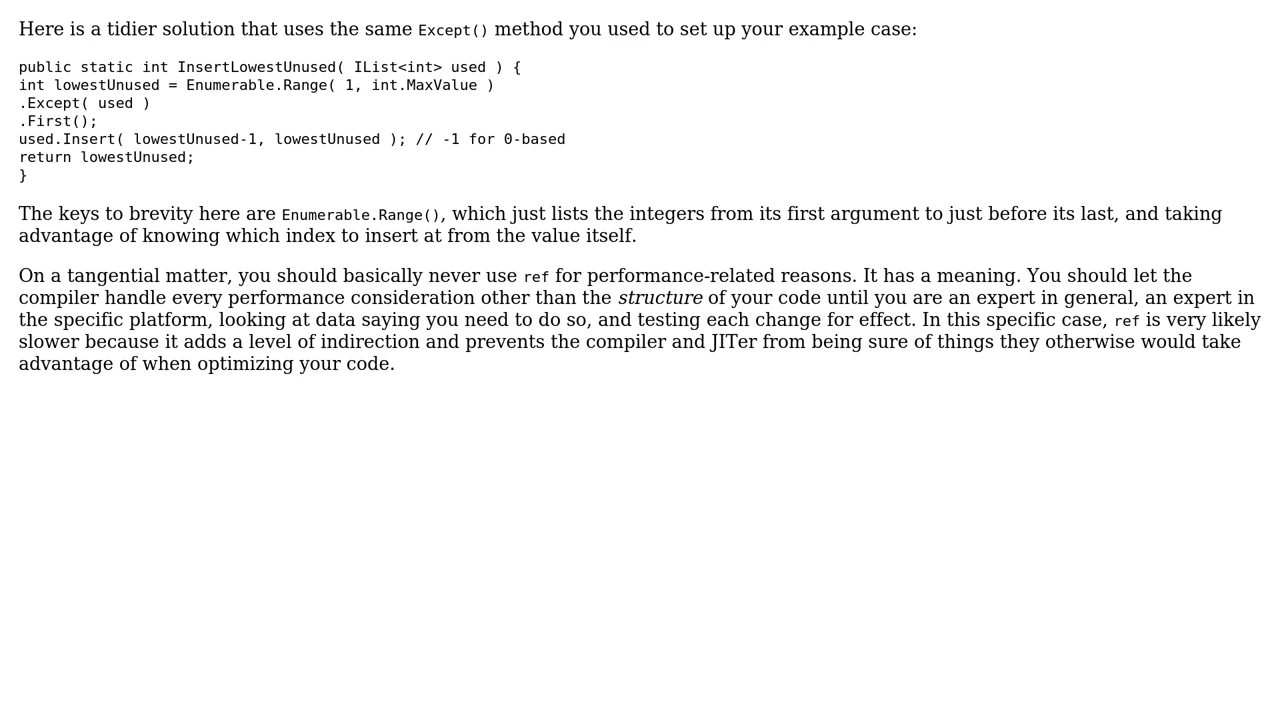 Here is a tidier solution that uses the same Except() method you used to set up your example case:
public static int InsertLowestUnused( IList<int> used ) {
int lowestUnused = Enumerable.Range( 1, int.MaxValue )
.Except( used )
.First();
used.Insert( lowestUnused-1, lowestUnused ); // -1 for 0-based
return lowestUnused;
}
The keys to brevity here are Enumerable.Range(), which just lists the integers from its first argument to just before its last, and taking
advantage of knowing which index to insert at from the value itself.
On a tangential matter, you should basically never use ref for performance-related reasons. It has a meaning. You should let the
compiler handle every performance consideration other than the structure of your code until you are an expert in general, an expert in
the specific platform, looking at data saying you need to do so, and testing each change for effect. In this specific case, ref is very likely
slower because it adds a level of indirection and prevents the compiler and JITer from being sure of things they otherwise would take
advantage of when optimizing your code.